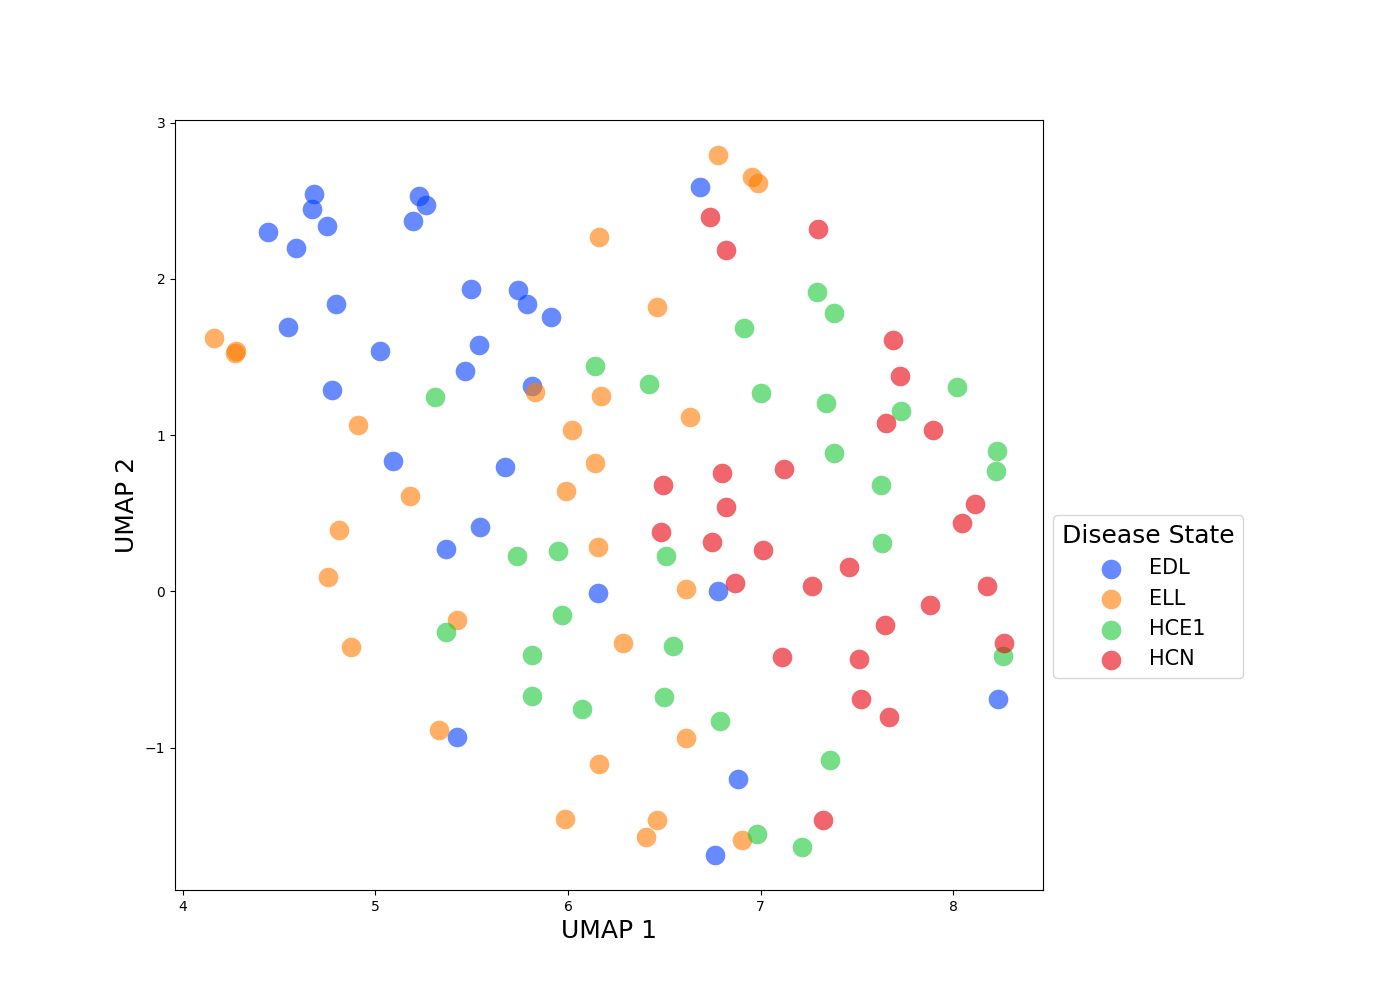 3
2
1
0
−1
UMAP 2
4 5 6 7 8
UMAP 1
Disease State
EDL
ELL
HCE1
HCN